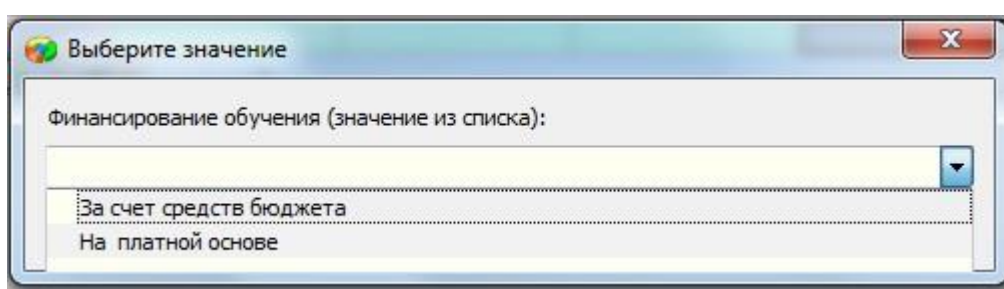 Выберите значение
Финансирование обучения (значение из списка):
За счет средств бюджета
На платной основе